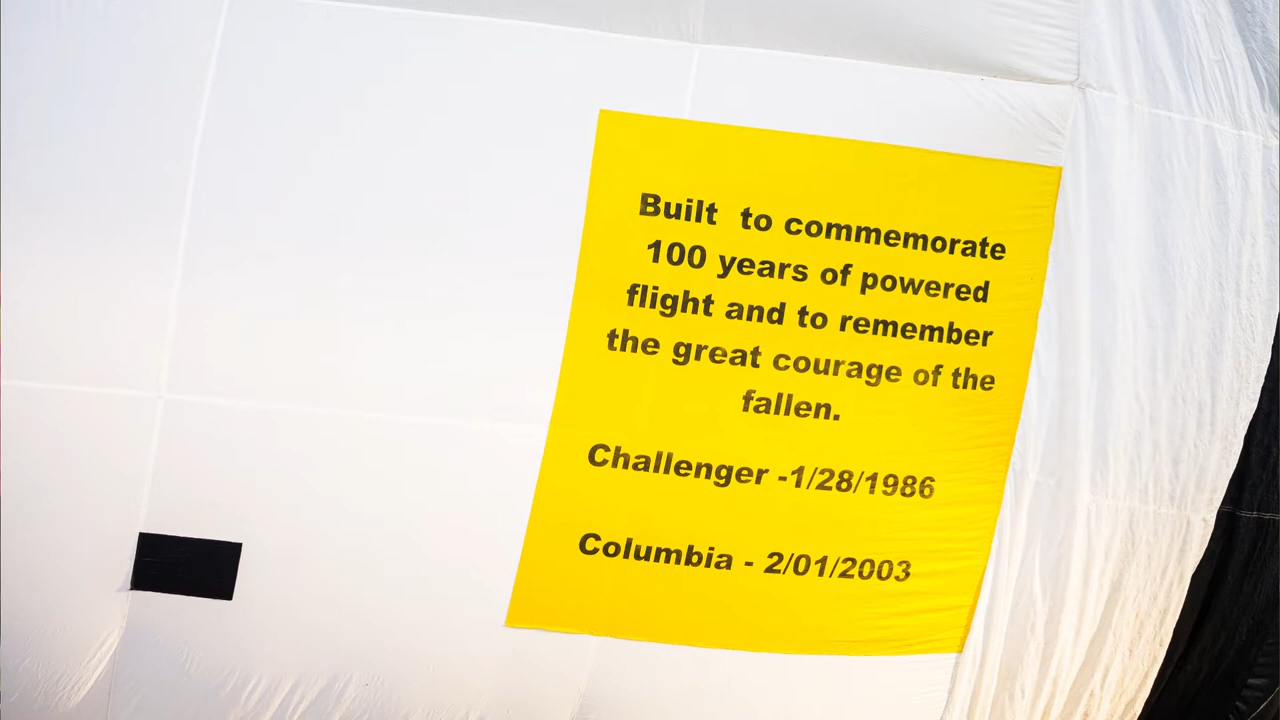 Built to commemorate
100 years of powered
flight and to remember
the great courage of the
fallen.
Challenger -1/28/1986
Columbia - 2/01/2003